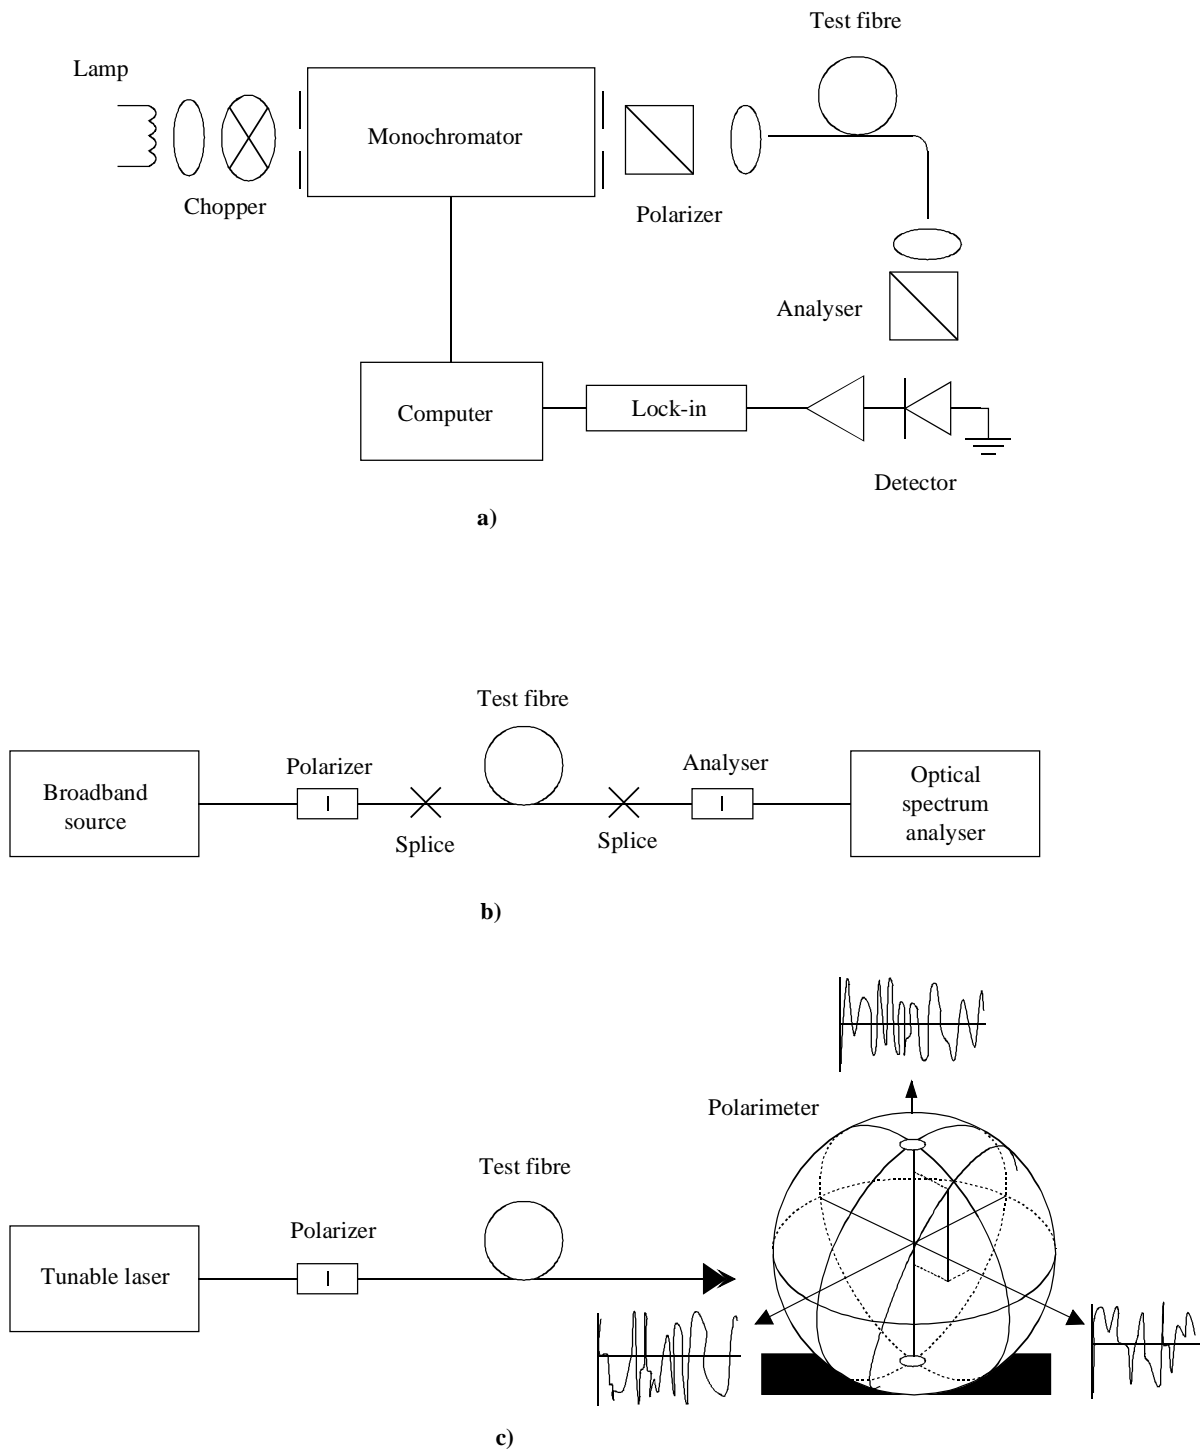 Test fibre
Lamp
Monochromator
Chopper
Polarizer
Analyser
Computer
Lock-in
Detector
a)
Test fibre
Broadband
source
Polarizer
Splice
Splice
Analyser
Optical
spectrum
analyser
b)
Polarimeter
Test fibre
Tunable laser
Polarizer
c)